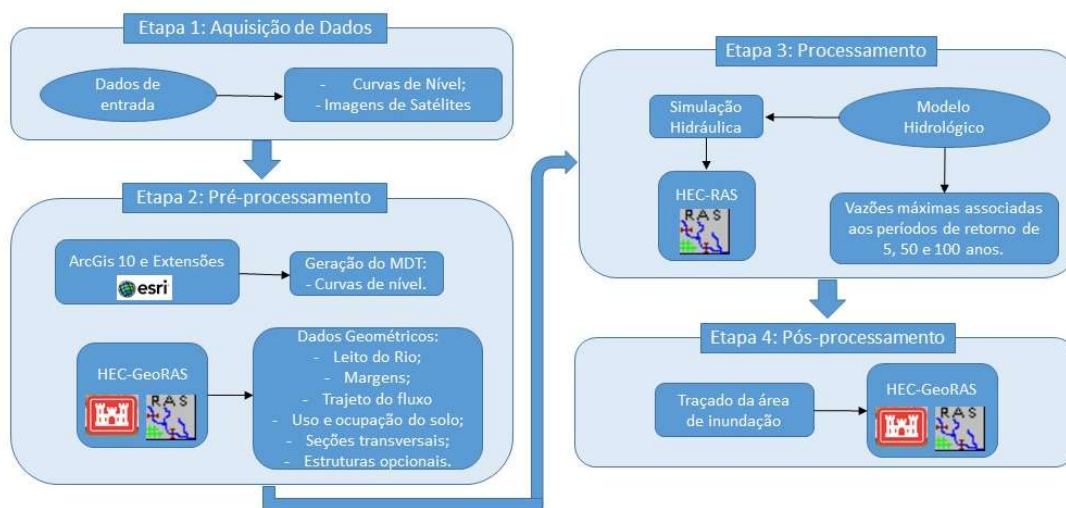 Etapa 1: Aquisição de Dados
Dados de
entrada
- Curvas de Nível;
- Imagens de Satélites
Etapa 2: Pré-processamento
ArcGis 10 e Extensões
esri
Geração do MDT:
- Curvas de nível.
HEC-GeoRAS
RAS
Dados Geométricos:
- Leito do Rio;
- Margens;
- Trajeto do fluxo
- Uso e ocupação do solo;
- Seções transversais;
- Estruturas opcionais.
Etapa 3: Processamento
Simulação
Hidráulica
Modelo
Hidrológico
HEC-RAS
RAS
Vazões máximas associadas
aos períodos de retorno de
5, 50 e 100 anos.
Etapa 4: Pós-processamento
Traçado da área
de inundação
HEC-GeoRAS
RAS